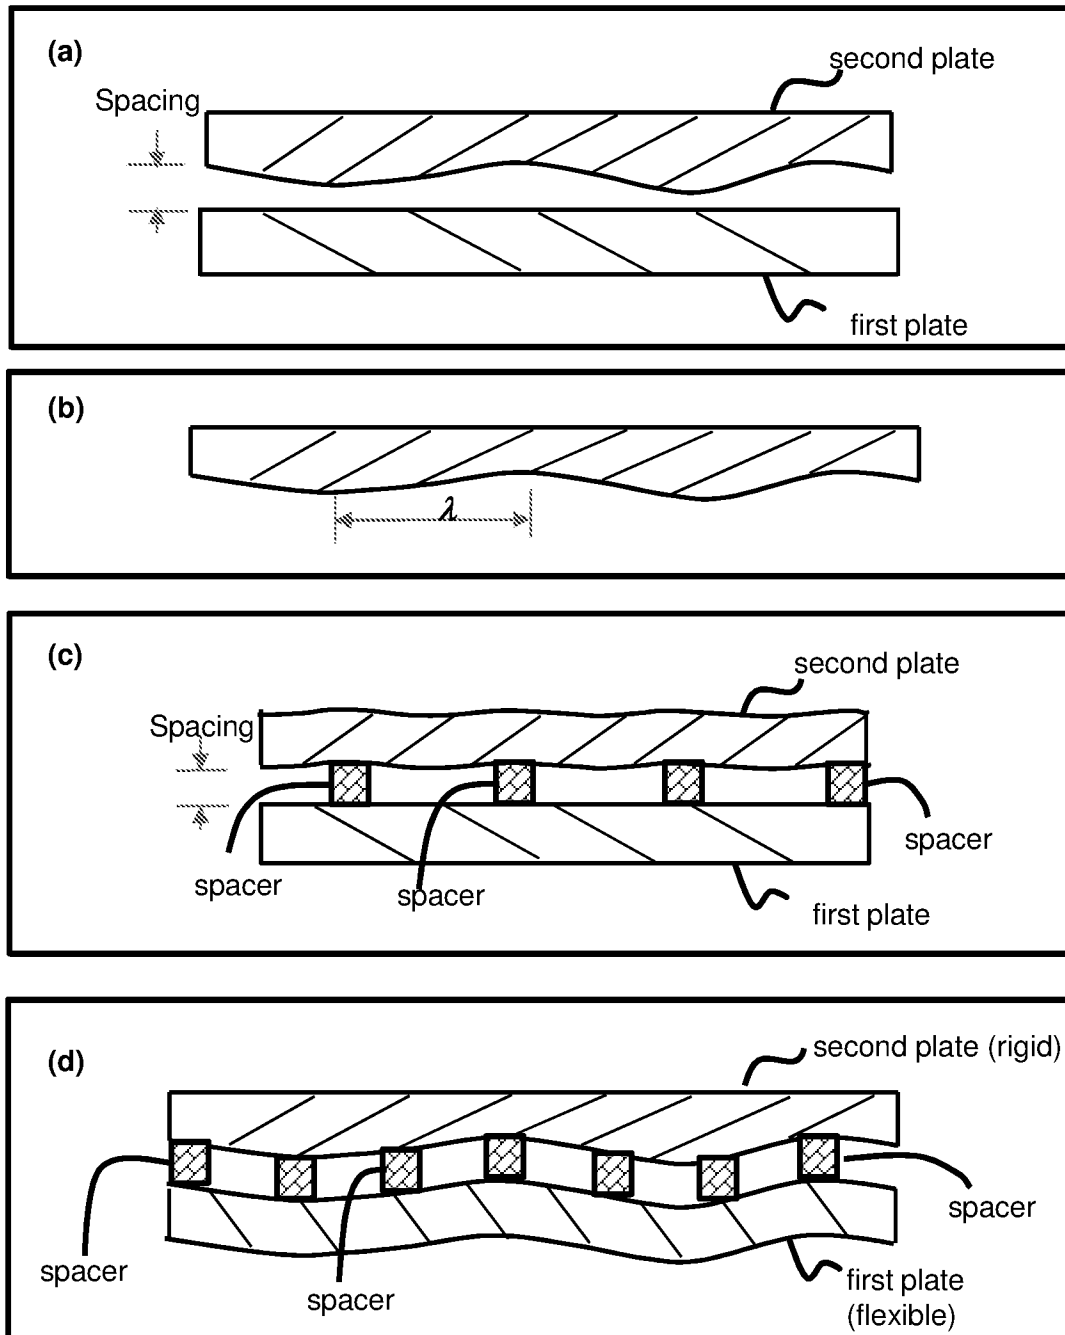 (a)
second plate
Spacing
first plate
(b)
λ
(c)
second plate
Spacing
spacer
spacer
spacer
first plate
(d)
second plate (rigid)
spacer
spacer
spacer
first plate
(flexible)